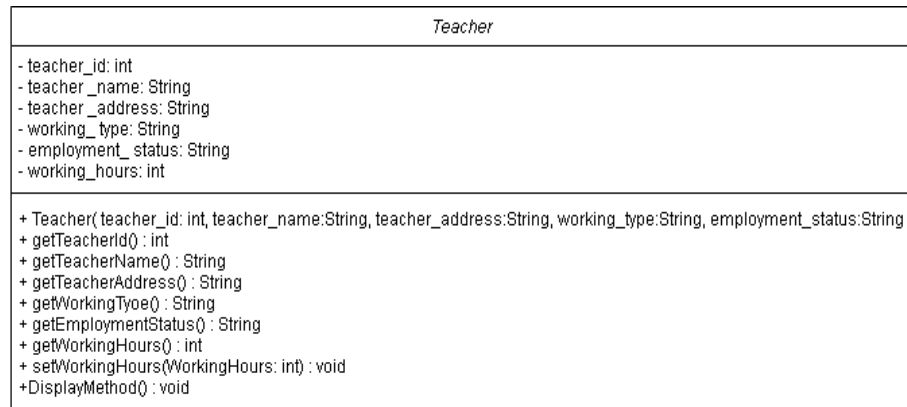 Teacher
- teacher_id: int
- teacher _name: String
- teacher _address: String
- working_ type: String
- employment_ status: String
- working_hours: int
+ Teacher( teacher_id: int, teacher_name:String, teacher_address:String, working_type:String, employment_status:String
+ getTeacherId() : int
+ getTeacherName() : String
+ getTeacherAddress() : String
+ getWorkingTyoe() : String
+ getEmploymentStatus() : String
+ getWorkingHours() : int
+ setWorkingHours(WorkingHours: int) : void
+DisplayMethod() : void